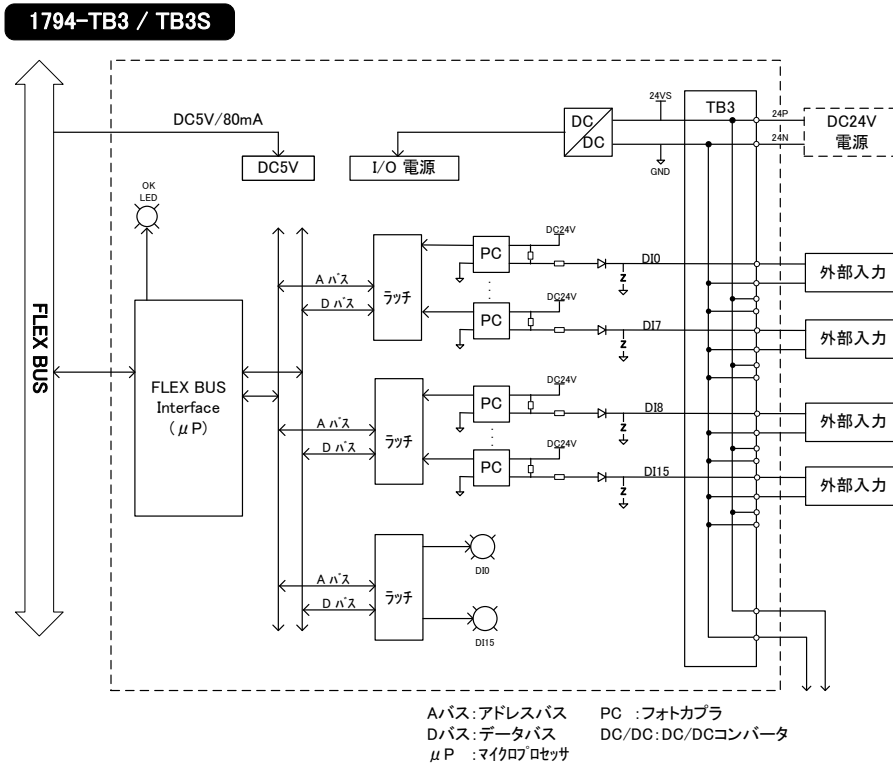 1794-TB3 / TB3S
24VS
TB3
24P
DC24V
電源
DC5V/80mA
DC
DC
24N
DC5V
I/O 電源
GND
OK
LED
DC24V
PC
DI0
外部入力
A バス
ラッチ
D バス
DC24V
PC
DI7
外部入力
FLEX BUS
FLEX BUS
Interface
(μP)
DC24V
PC
DI8
外部入力
A バス
ラッチ
D バス
DC24V
PC
DI15
外部入力
A バス
ラッチ
D バス
DI0
DI15
Aバス:アドレスバス PC :フォトカプラ
Dバス:データバス DC/DC:DC/DCコンバータ
μP :マイクロプロセッサ